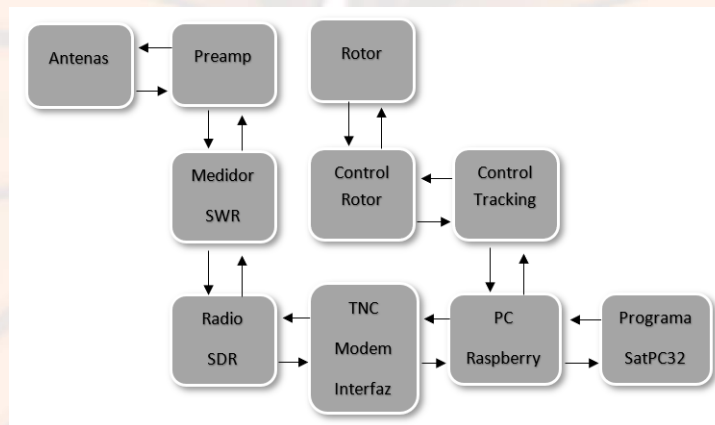 Antenas
Preamp
Rotor
Medidor
SWR
Control
Rotor
Control
Tracking
Radio
SDR
TNC
Modem
Interfaz
PC
Raspberry
Programa
SatPC32